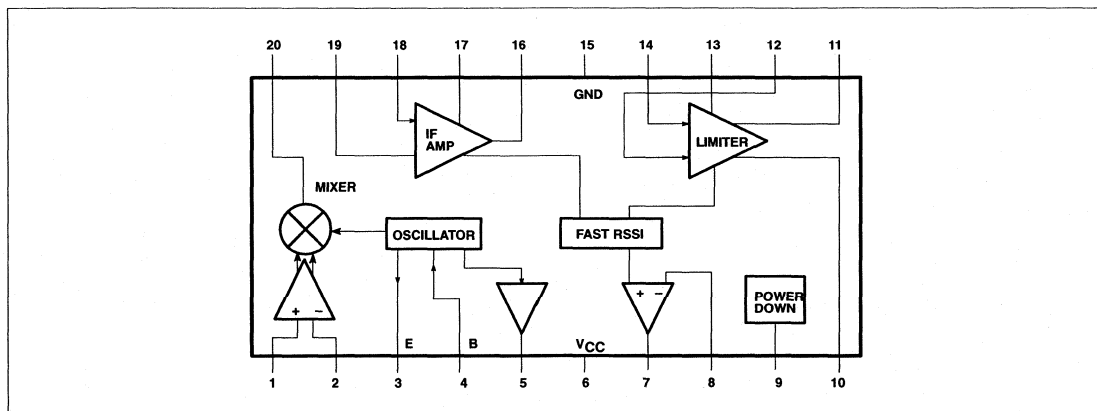 20 19 18 17 16 15 14 13 12 11
GND
IF
AMP
LIMITER
MIXER
OSCILLATOR
FAST RSSI
+ −
+ −
POWER
DOWN
E B VCC
1 2 3 4 5 6 7 8 9 10